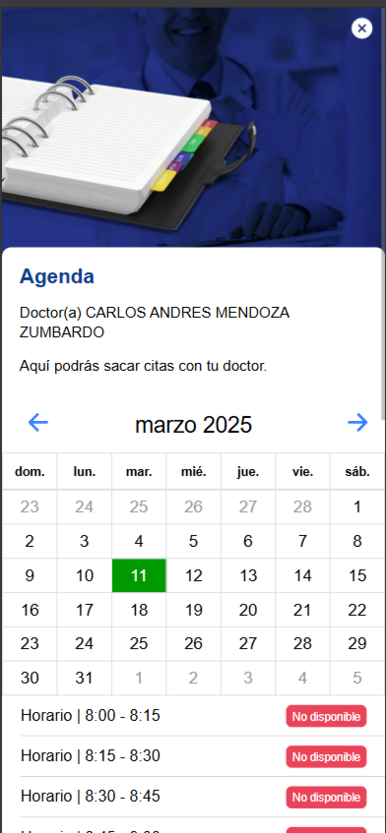 Agenda
Doctor(a) CARLOS ANDRES MENDOZA
ZUMBARDO
Aquí podrás sacar citas con tu doctor.
marzo 2025
dom. lun. mar. mié. jue. vie. sáb.
23 24 25 26 27 28 1
2 3 4 5 6 7 8
9 10 11 12 13 14 15
16 17 18 19 20 21 22
23 24 25 26 27 28 29
30 31 1 2 3 4 5
Horario | 8:00 - 8:15 No disponible
Horario | 8:15 - 8:30 No disponible
Horario | 8:30 - 8:45 No disponible